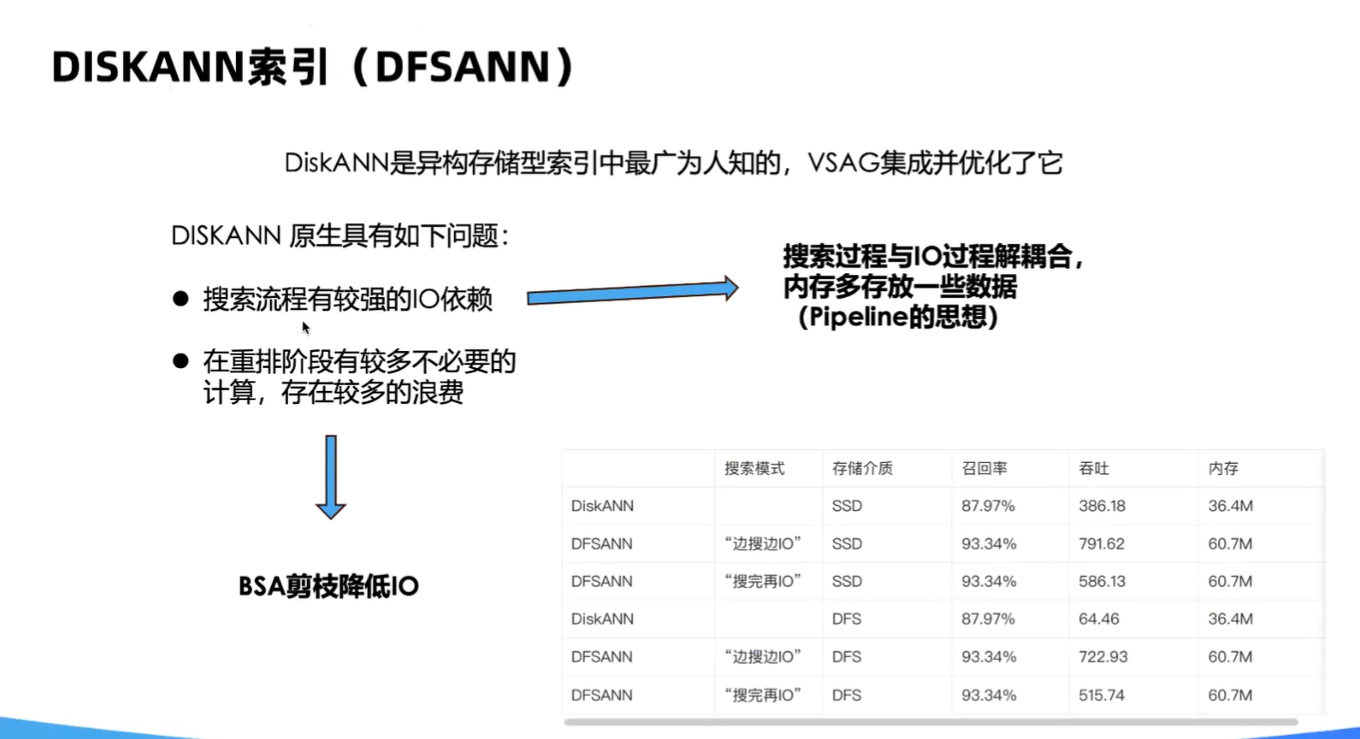 DISKANN索引（DFSANN）
DiskANN是异构存储型索引中最广为人知的，VSAG集成并优化了它
DISKANN 原生具有如下问题：
● 搜索流程有较强的IO依赖
● 在重排阶段有较多不必要的
计算，存在较多的浪费
搜索过程与IO过程解耦合，
内存多存放一些数据
（Pipeline的思想）
BSA剪枝降低IO
搜索模式 存储介质 召回率 吞吐 内存
DiskANN SSD 87.97% 386.18 36.4M
DFSANN “边搜边IO” SSD 93.34% 791.62 60.7M
DFSANN “搜完再IO” SSD 93.34% 586.13 60.7M
DiskANN DFS 87.97% 64.46 36.4M
DFSANN “边搜边IO” DFS 93.34% 722.93 60.7M
DFSANN “搜完再IO” DFS 93.34% 515.74 60.7M